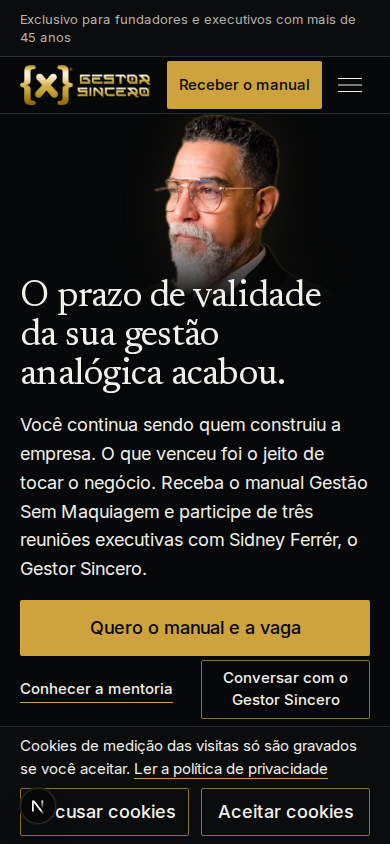 Exclusivo para fundadores e executivos com mais de
45 anos
{x} GESTOR
SINCERO
Receber o manual
O prazo de validade
da sua gestão
analógica acabou.
Você continua sendo quem construiu a
empresa. O que venceu foi o jeito de
tocar o negócio. Receba o manual Gestão
Sem Maquiagem e participe de três
reuniões executivas com Sidney Ferrér, o
Gestor Sincero.
Quero o manual e a vaga
Conhecer a mentoria
Conversar com o
Gestor Sincero
Cookies de medição das visitas só são gravados
se você aceitar. Ler a política de privacidade
N
cusar cookies
Aceitar cookies